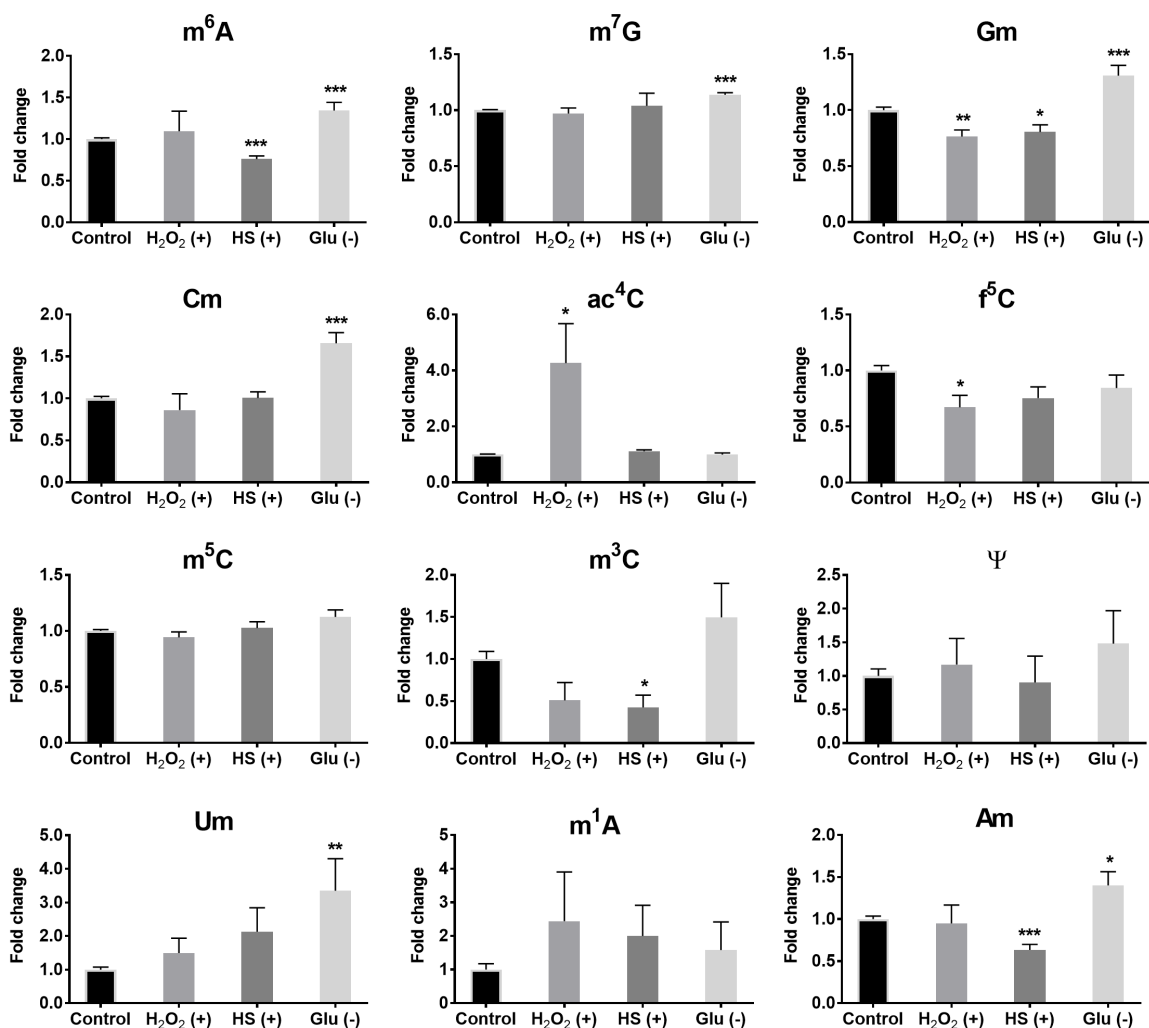 m⁶A
Fold change
2.0
1.5
1.0
0.5
0.0
***
***
Control H₂O₂ (+) HS (+) Glu (-)
m⁷G
Fold change
1.5
1.0
0.5
0.0
***
Control H₂O₂ (+) HS (+) Glu (-)
Gm
Fold change
1.5
1.0
0.5
0.0
**
*
***
Control H₂O₂ (+) HS (+) Glu (-)
Cm
Fold change
2.0
1.5
1.0
0.5
0.0
***
Control H₂O₂ (+) HS (+) Glu (-)
ac⁴C
Fold change
6.0
4.0
2.0
0.0
*
Control H₂O₂ (+) HS (+) Glu (-)
f⁵C
Fold change
1.5
1.0
0.5
0.0
*
Control H₂O₂ (+) HS (+) Glu (-)
m⁵C
Fold change
1.5
1.0
0.5
0.0
Control H₂O₂ (+) HS (+) Glu (-)
m³C
Fold change
2.0
1.5
1.0
0.5
0.0
*
Control H₂O₂ (+) HS (+) Glu (-)
Ψ
Fold change
2.5
2.0
1.5
1.0
0.5
0.0
Control H₂O₂ (+) HS (+) Glu (-)
Um
Fold change
5.0
4.0
3.0
2.0
1.0
0.0
**
Control H₂O₂ (+) HS (+) Glu (-)
m¹A
Fold change
5
4
3
2
1
0
Control H₂O₂ (+) HS (+) Glu (-)
Am
Fold change
2.0
1.5
1.0
0.5
0.0
***
*
Control H₂O₂ (+) HS (+) Glu (-)